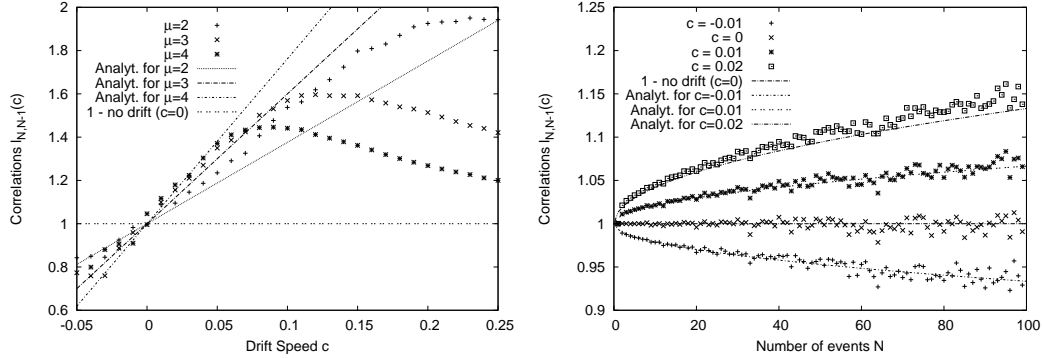 Correlations l_{N,N-1}(c)
2
1.8
1.6
1.4
1.2
1
0.8
0.6
-0.05
0
0.05
0.1
0.15
0.2
0.25
Drift Speed c
μ=2
μ=3
μ=4
Analyt. for μ=2
Analyt. for μ=3
Analyt. for μ=4
1 - no drift (c=0)
Correlations l_{N,N-1}(c)
1.25
1.2
1.15
1.1
1.05
1
0.95
0.9
0
20
40
60
80
100
Number of events N
c = -0.01
c = 0
c = 0.01
c = 0.02
1 - no drift (c=0)
Analyt. for c=-0.01
Analyt. for c=0.01
Analyt. for c=0.02